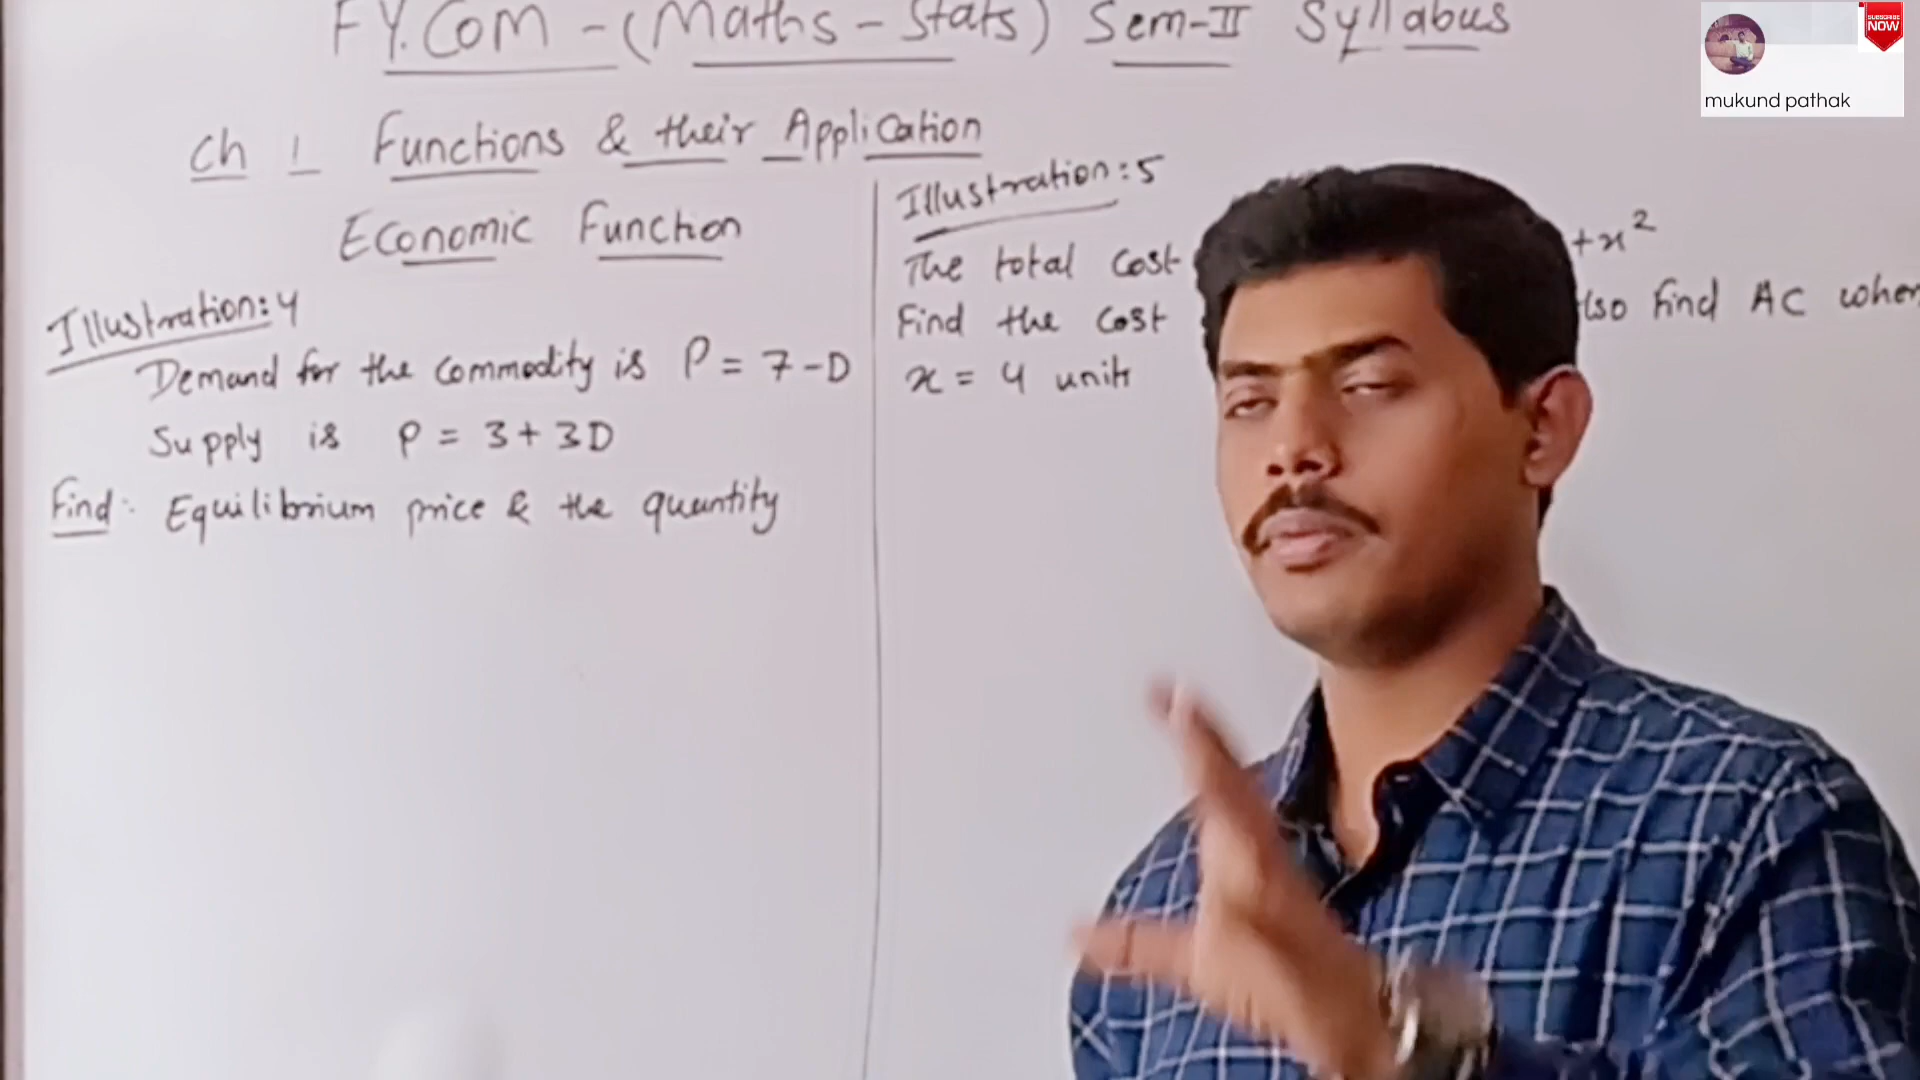 F.Y.Com - (Maths - Stats) Sem-II Syllabus
Ch 1 Functions & their Application
Economic Function
Illustration: 4
Demand for the commodity is P = 7 - D
Supply is P = 3 + 3D
Find: Equilibrium price & the quantity
Illustration: 5
The total cost +x²
Find the cost lso find AC when
x = 4 units
SUBSCRIBE
NOW
mukund pathak